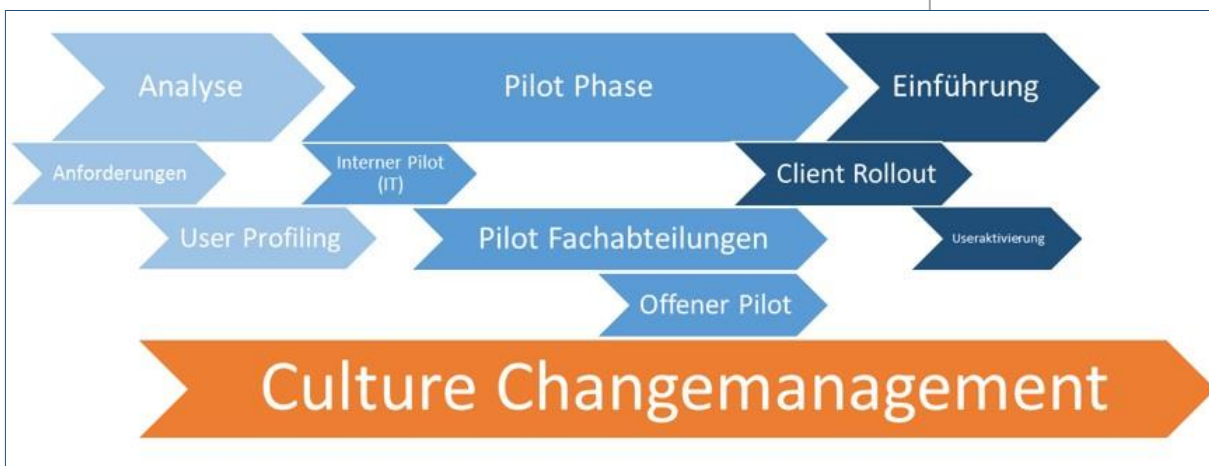 Analyse
Pilot Phase
Einführung
Anforderungen
Interner Pilot
(IT)
Client Rollout
User Profiling
Pilot Fachabteilungen
Useraktivierung
Offener Pilot
Culture Changemanagement